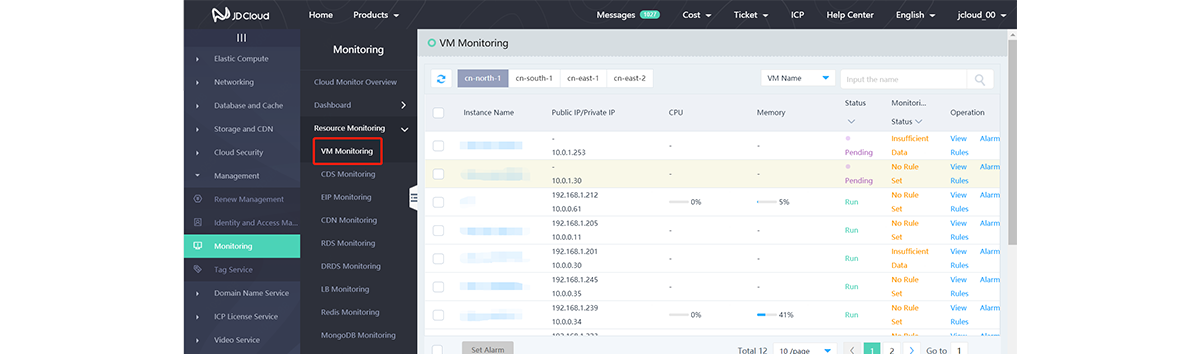 JD Cloud Home Products Messages 1827 Cost Ticket ICP Help Center English jcloud_00
Elastic Compute
Networking
Database and Cache
Storage and CDN
Cloud Security
Management
Renew Management
Identity and Access Ma...
Monitoring
Tag Service
Domain Name Service
ICP License Service
Video Service
Monitoring
Cloud Monitor Overview
Dashboard
Resource Monitoring
VM Monitoring
CDS Monitoring
EIP Monitoring
CDN Monitoring
RDS Monitoring
DRDS Monitoring
LB Monitoring
Redis Monitoring
MongoDB Monitoring
VM Monitoring
cn-north-1 cn-south-1 cn-east-1 cn-east-2 VM Name Input the name
Instance Name Public IP/Private IP CPU Memory Status Monitori... Status Operation
- - - Insufficient View Alarm
10.0.1.253 Pending Data Rules
- - - No Rule View Alarm
10.0.1.30 Pending Set Rules
192.168.1.212 0% 5% Run No Rule View Alarm
10.0.0.61 Set Rules
192.168.1.205 - - Run No Rule View Alarm
10.0.0.11 Set Rules
192.168.1.201 - - Run Insufficient View Alarm
10.0.0.30 Data Rules
192.168.1.245 - - Run No Rule View Alarm
10.0.0.35 Set Rules
192.168.1.239 0% 41% Run No Rule View Alarm
10.0.0.34 Set Rules
Set Alarm Total 12 10 /page 1 2 Go to 1